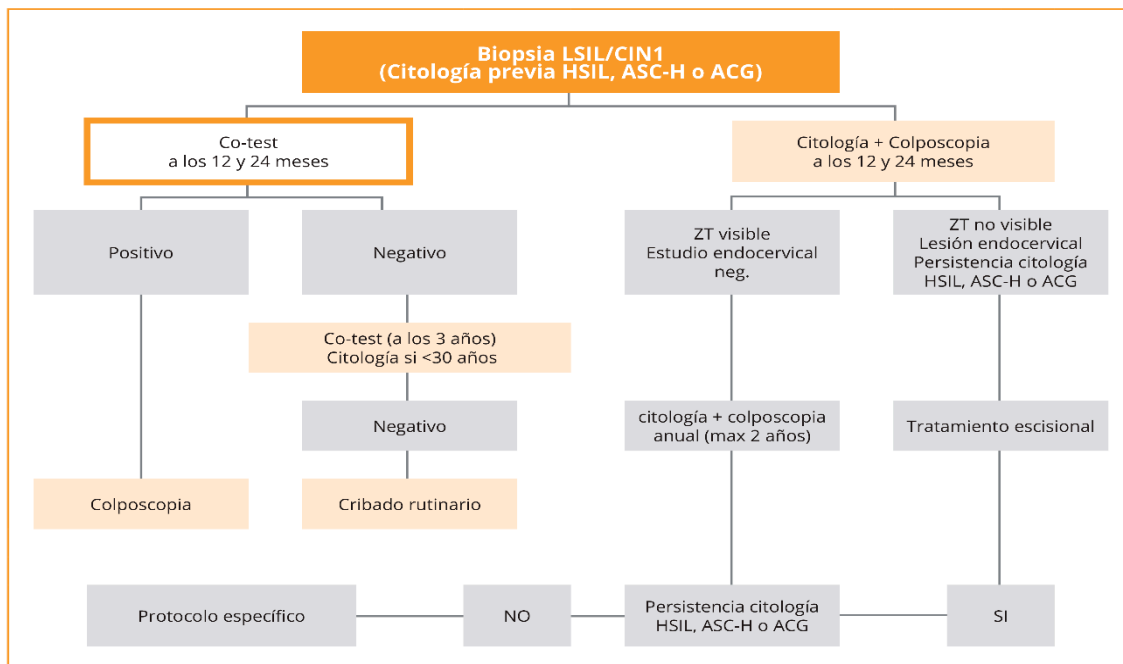 Biopsia LSIL/CIN1
(Citología previa HSIL, ASC-H o ACG)
Co-test
a los 12 y 24 meses
Citología + Colposcopia
a los 12 y 24 meses
Positivo
Negativo
ZT visible
Estudio endocervical
neg.
ZT no visible
Lesión endocervical
Persistencia citología
HSIL, ASC-H o ACG
Co-test (a los 3 años)
Citología si <30 años
Negativo
citología + colposcopia
anual (max 2 años)
Tratamiento escisional
Colposcopia
Cribado rutinario
Protocolo específico
NO
Persistencia citología
HSIL, ASC-H o ACG
SI